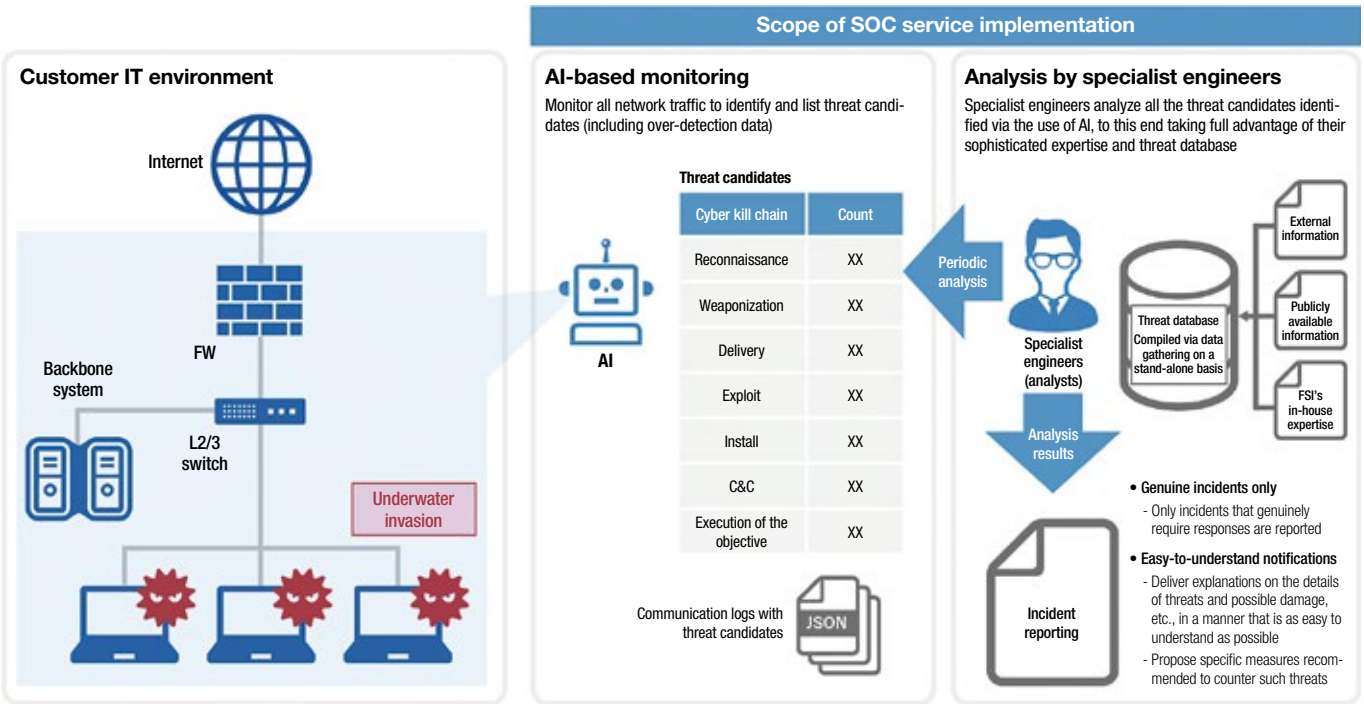 Scope of SOC service implementation
Customer IT environment
Internet
FW
Backbone
system
L2/3
switch
Underwater
invasion
AI-based monitoring
Monitor all network traffic to identify and list threat candi-
dates (including over-detection data)
AI
Threat candidates
Cyber kill chain Count
Reconnaissance XX
Weaponization XX
Delivery XX
Exploit XX
Install XX
C&C XX
Execution of the
objective XX
Communication logs with
threat candidates
JSON
Analysis by specialist engineers
Specialist engineers analyze all the threat candidates identi-
fied via the use of AI, to this end taking full advantage of their
sophisticated expertise and threat database
Periodic
analysis
Specialist
engineers
(analysts)
Threat database
Compiled via data
gathering on a
stand-alone basis
External
information
Publicly
available
information
FSI's
in-house
expertise
Analysis
results
Incident
reporting
• Genuine incidents only
- Only incidents that genuinely
require responses are reported
• Easy-to-understand notifications
- Deliver explanations on the details
of threats and possible damage,
etc., in a manner that is as easy to
understand as possible
- Propose specific measures recom-
mended to counter such threats